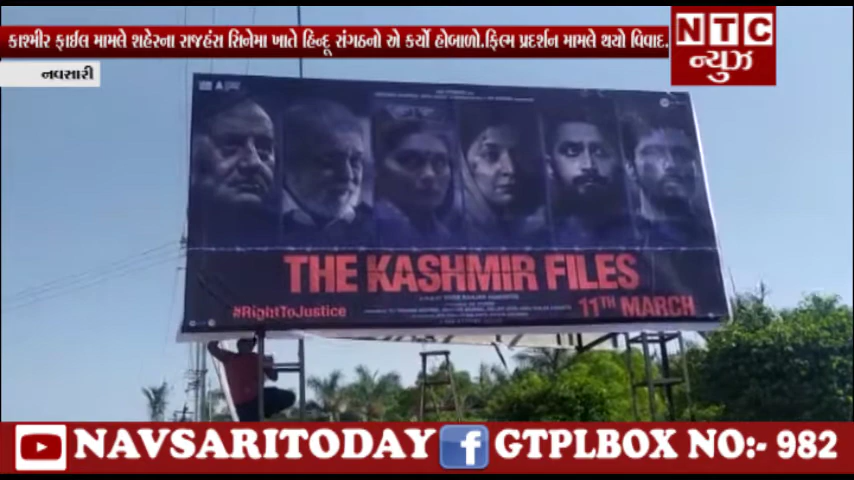 કાશ્મીર ફાઈલ મામલે શહેરના રાજહંસ સિનેમા ખાતે હિન્દૂ સંગઠનો એ કર્યો હોબાળો.ફિલ્મ પ્રદર્શન મામલે થયો વિવાદ.
NTC
ન્યુઝ
નવસારી
THE KASHMIR FILES
#RightToJustice
11TH MARCH
NAVSARITODAY
f GTPLBOX NO:- 982